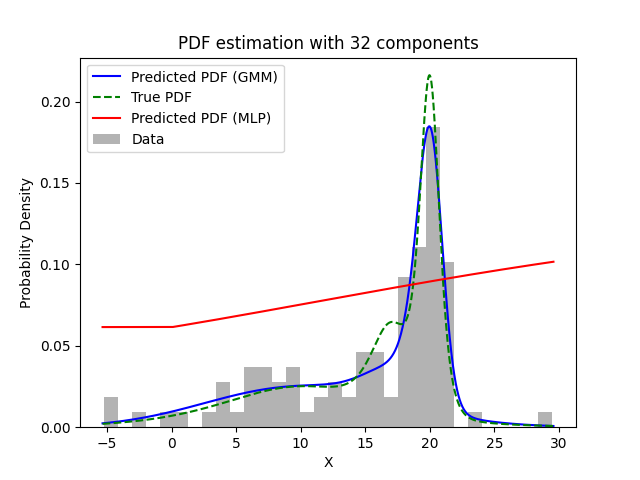 PDF estimation with 32 components
Predicted PDF (GMM)
True PDF
Predicted PDF (MLP)
Data
Probability Density
0.20
0.15
0.10
0.05
0.00
−5 0 5 10 15 20 25 30
X